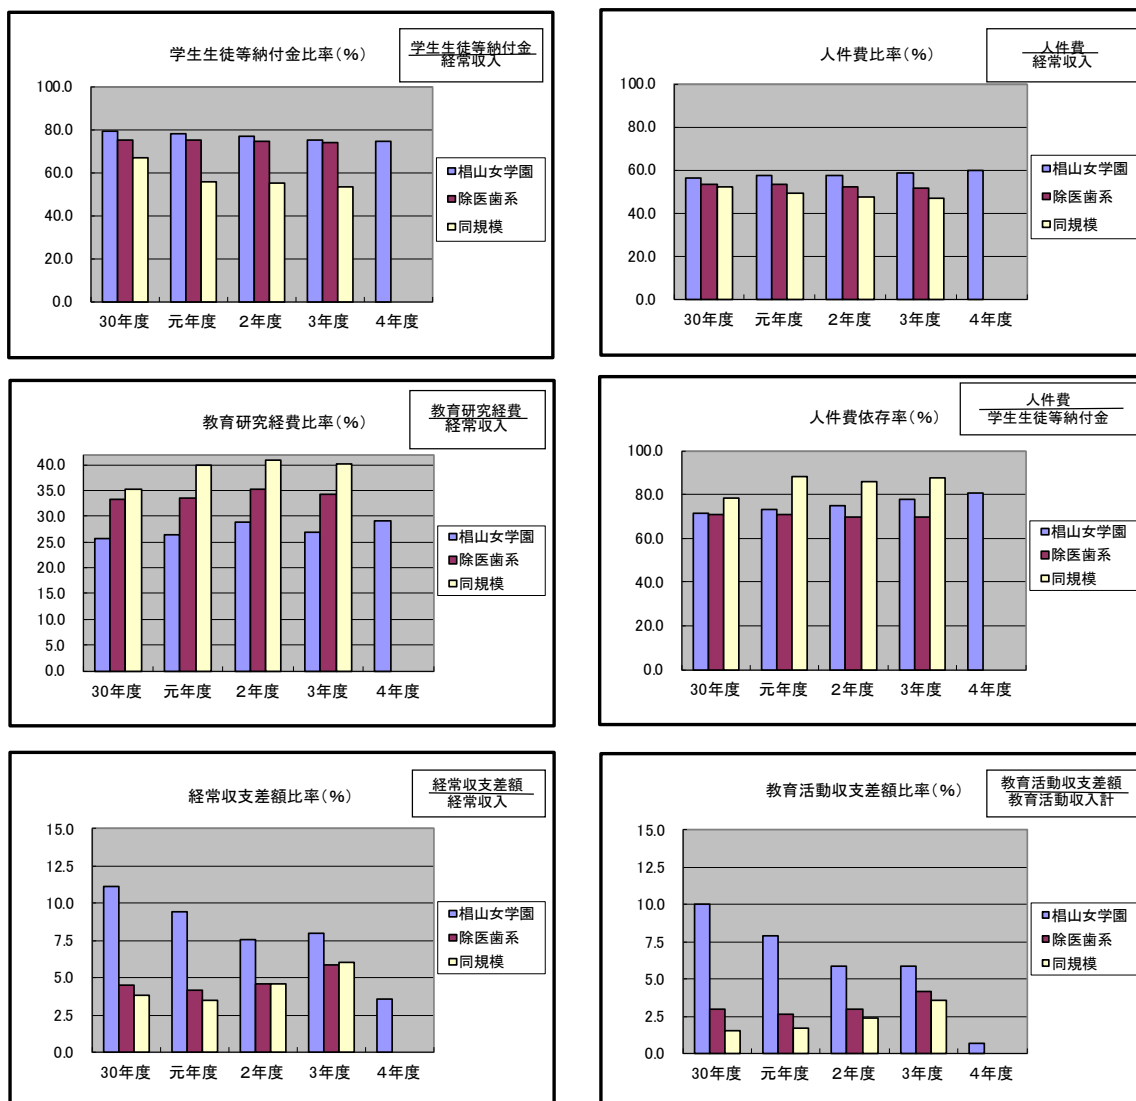 学生生徒等納付金比率(%)
学生生徒等納付金
経常収入
100.0
80.0
60.0
40.0
20.0
0.0
30年度 元年度 2年度 3年度 4年度
椙山女学園
除医歯系
同規模
人件費比率(%)
人件費
経常収入
100.0
80.0
60.0
40.0
20.0
0.0
30年度 元年度 2年度 3年度 4年度
椙山女学園
除医歯系
同規模
教育研究経費比率(%)
教育研究経費
経常収入
40.0
35.0
30.0
25.0
20.0
15.0
10.0
5.0
0.0
30年度 元年度 2年度 3年度 4年度
椙山女学園
除医歯系
同規模
人件費依存率(%)
人件費
学生生徒等納付金
100.0
80.0
60.0
40.0
20.0
0.0
30年度 元年度 2年度 3年度 4年度
椙山女学園
除医歯系
同規模
経常収支差額比率(%)
経常収支差額
経常収入
15.0
12.5
10.0
7.5
5.0
2.5
0.0
30年度 元年度 2年度 3年度 4年度
椙山女学園
除医歯系
同規模
教育活動収支差額比率(%)
教育活動収支差額
教育活動収入計
15.0
12.5
10.0
7.5
5.0
2.5
0.0
30年度 元年度 2年度 3年度 4年度
椙山女学園
除医歯系
同規模